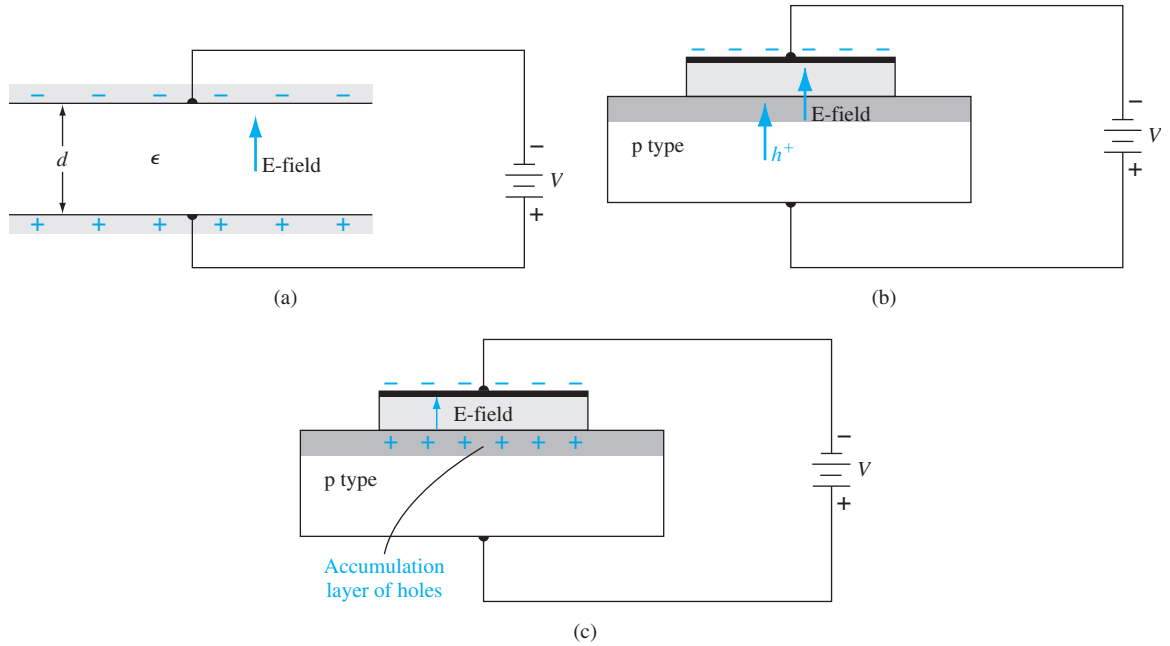 − − − − − −
d
ϵ
E-field
−
V
+
+ + + + + +
(a)
− − − − − −
E-field
h⁺
p type
−
V
+
(b)
− − − − − −
E-field
+ + + + + +
p type
−
V
+
Accumulation
layer of holes
(c)